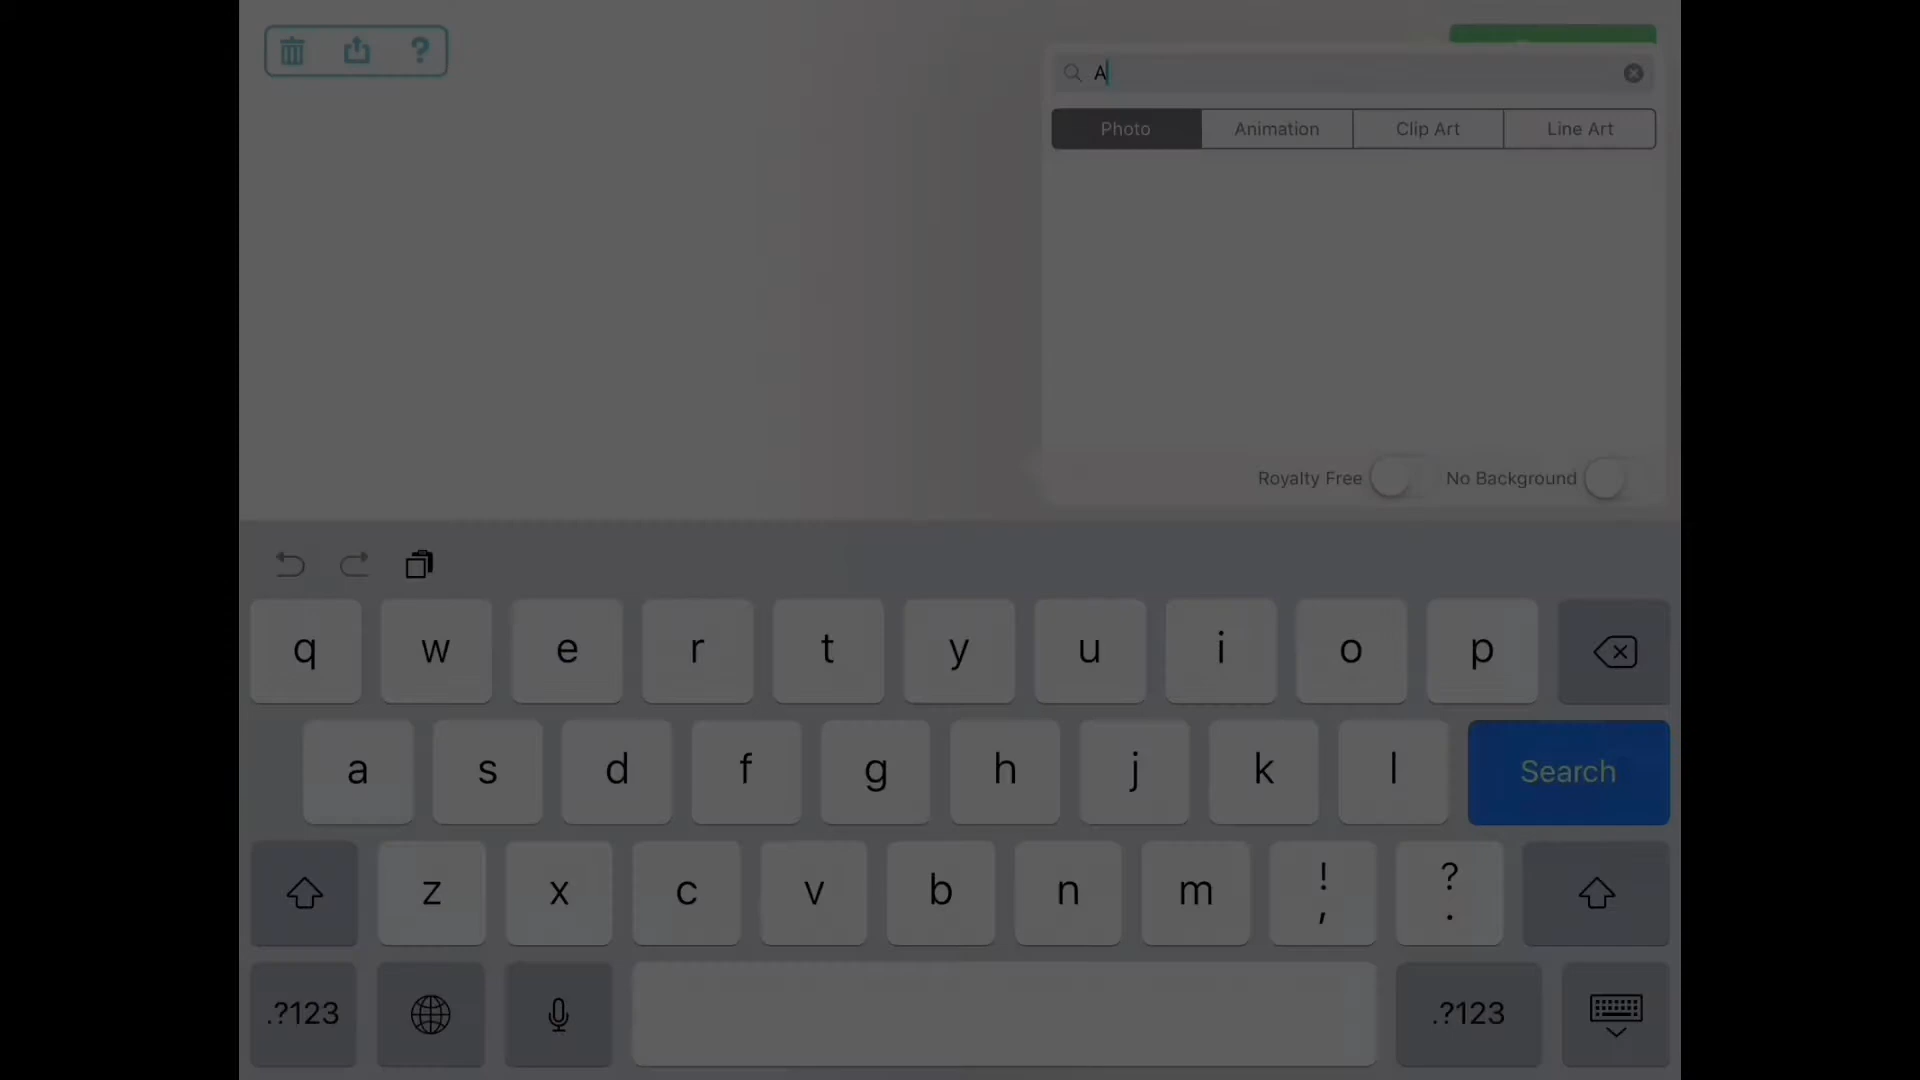 ?
A
Photo Animation Clip Art Line Art
Royalty Free No Background
q w e r t y u i o p
a s d f g h j k l Search
z x c v b n m ! , ? .
.?123 .?123